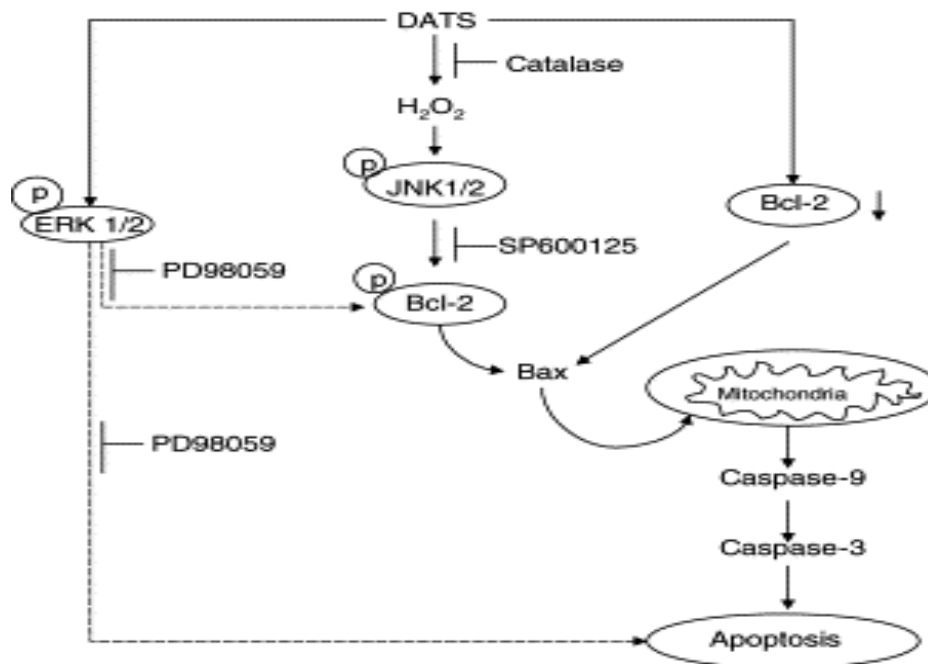 DATS
Catalase
H₂O₂
p
JNK1/2
p
ERK 1/2
Bcl-2
SP600125
PD98059
p
Bcl-2
Bax
Mitochondria
PD98059
Caspase-9
Caspase-3
Apoptosis